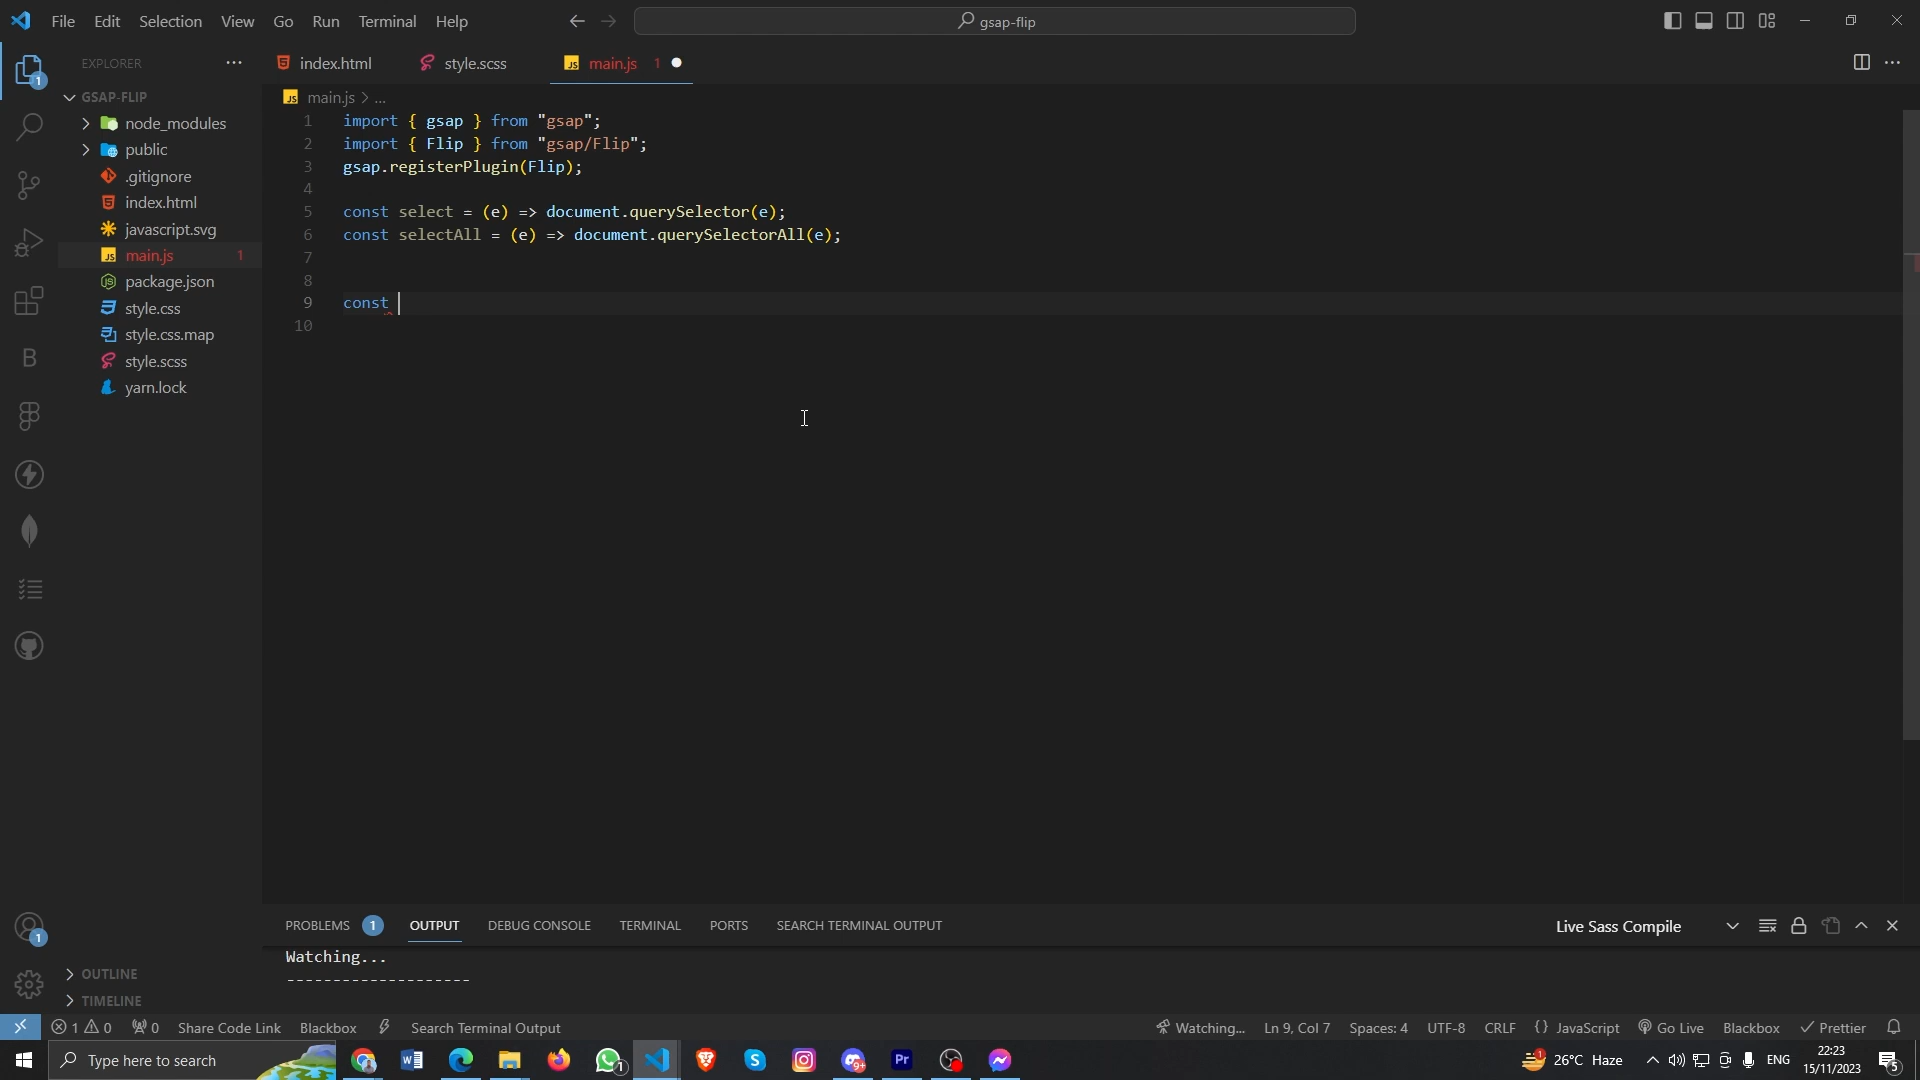 File Edit Selection View Go Run Terminal Help
gsap-flip
EXPLORER
index.html
style.scss
main.js 1
GSAP-FLIP
node_modules
public
.gitignore
index.html
javascript.svg
main.js 1
package.json
style.css
style.css.map
style.scss
yarn.lock
OUTLINE
TIMELINE
main.js > ...
1 import { gsap } from "gsap";
2 import { Flip } from "gsap/Flip";
3 gsap.registerPlugin(Flip);
4
5 const select = (e) => document.querySelector(e);
6 const selectAll = (e) => document.querySelectorAll(e);
7
8
9 const
10
PROBLEMS 1 OUTPUT DEBUG CONSOLE TERMINAL PORTS SEARCH TERMINAL OUTPUT
Live Sass Compile
Watching...
--------------------
1 0 0 Share Code Link Blackbox Search Terminal Output
Watching... Ln 9, Col 7 Spaces: 4 UTF-8 CRLF {} JavaScript Go Live Blackbox Prettier
Type here to search
26°C Haze
ENG
22:23
15/11/2023
5